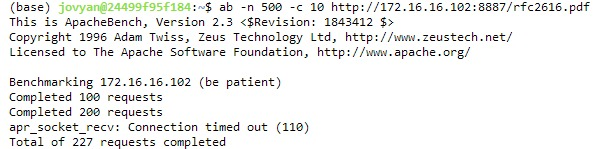 (base) jovyan@24499f95f184:~$ ab -n 500 -c 10 http://172.16.16.102:8887/rfc2616.pdf
This is ApacheBench, Version 2.3 <$Revision: 1843412 $>
Copyright 1996 Adam Twiss, Zeus Technology Ltd, http://www.zeustech.net/
Licensed to The Apache Software Foundation, http://www.apache.org/

Benchmarking 172.16.16.102 (be patient)
Completed 100 requests
Completed 200 requests
apr_socket_recv: Connection timed out (110)
Total of 227 requests completed